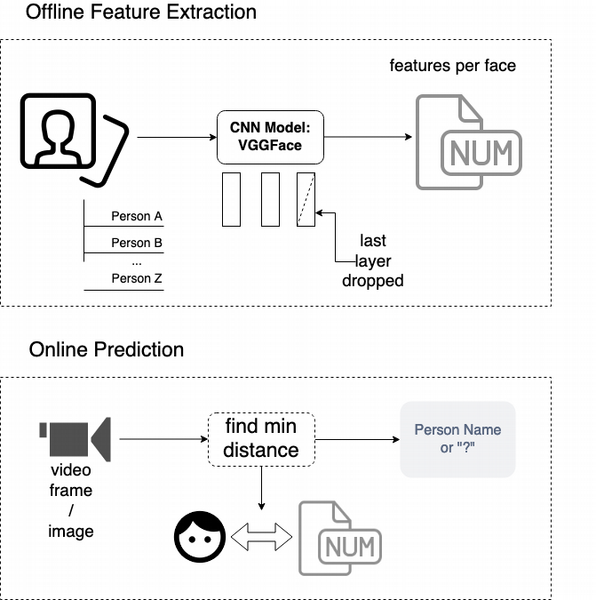 Offline Feature Extraction
features per face
CNN Model:
VGGFace
NUM
Person A
Person B
...
Person Z
last
layer
dropped
Online Prediction
find min
distance
Person Name
or "?"
video
frame
/
image
NUM